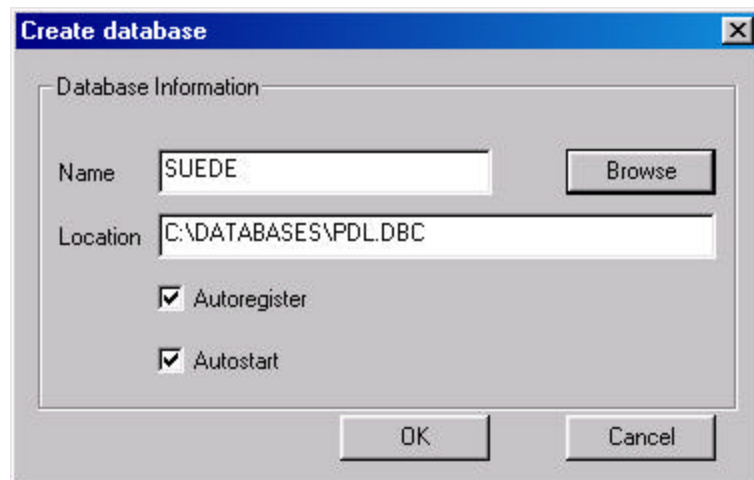 Create database
Database Information
Name SUEDE Browse
Location C:\DATABASES\PDL.DBC
Autoregister
Autostart
OK Cancel